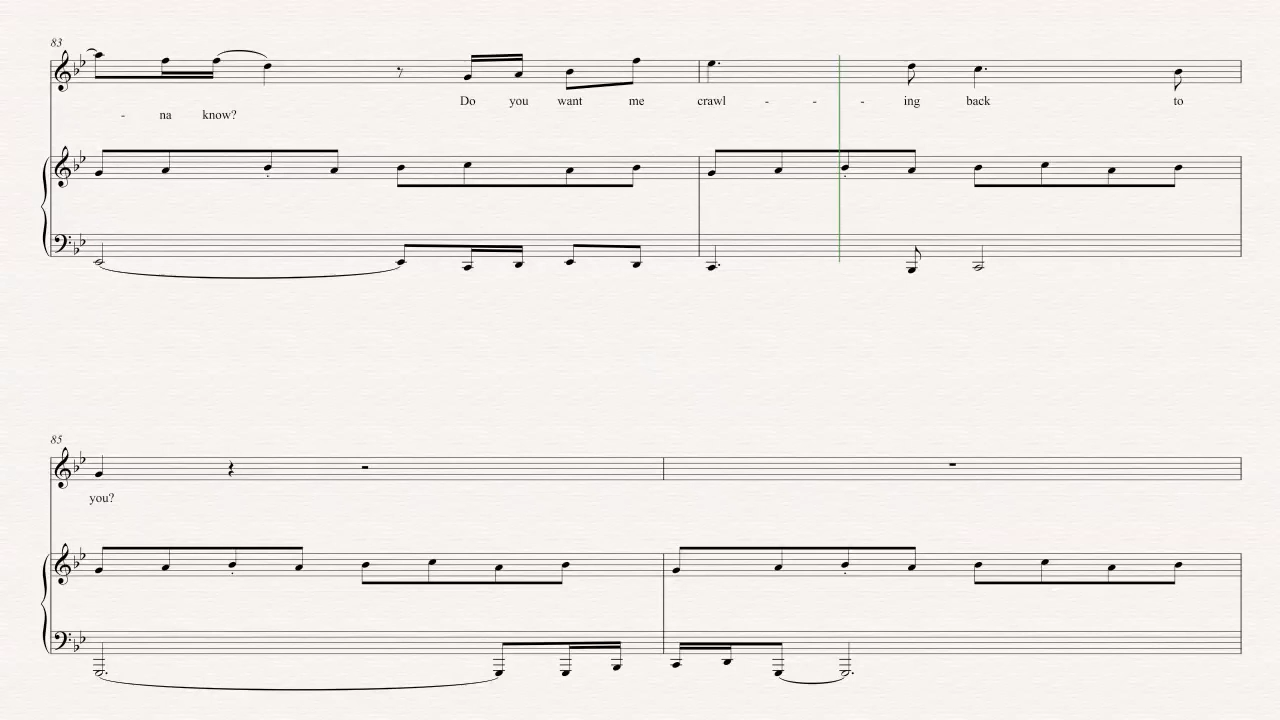 83
Do you want me crawl - - - ing back to
- na know?
85
you?